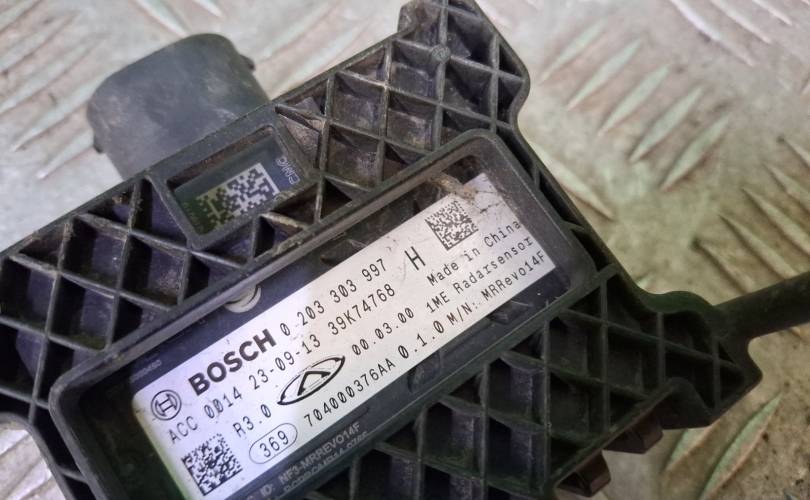 BOSCH 0 203 303 997 H
ACC 0014 23-09-13 39K74768 Made in China
R3.0 00.03.00 1ME Radarsensor
369 704000376AA 0.1.0 M/N: MRRevo14F
C ID: NF3-MRREVO14F